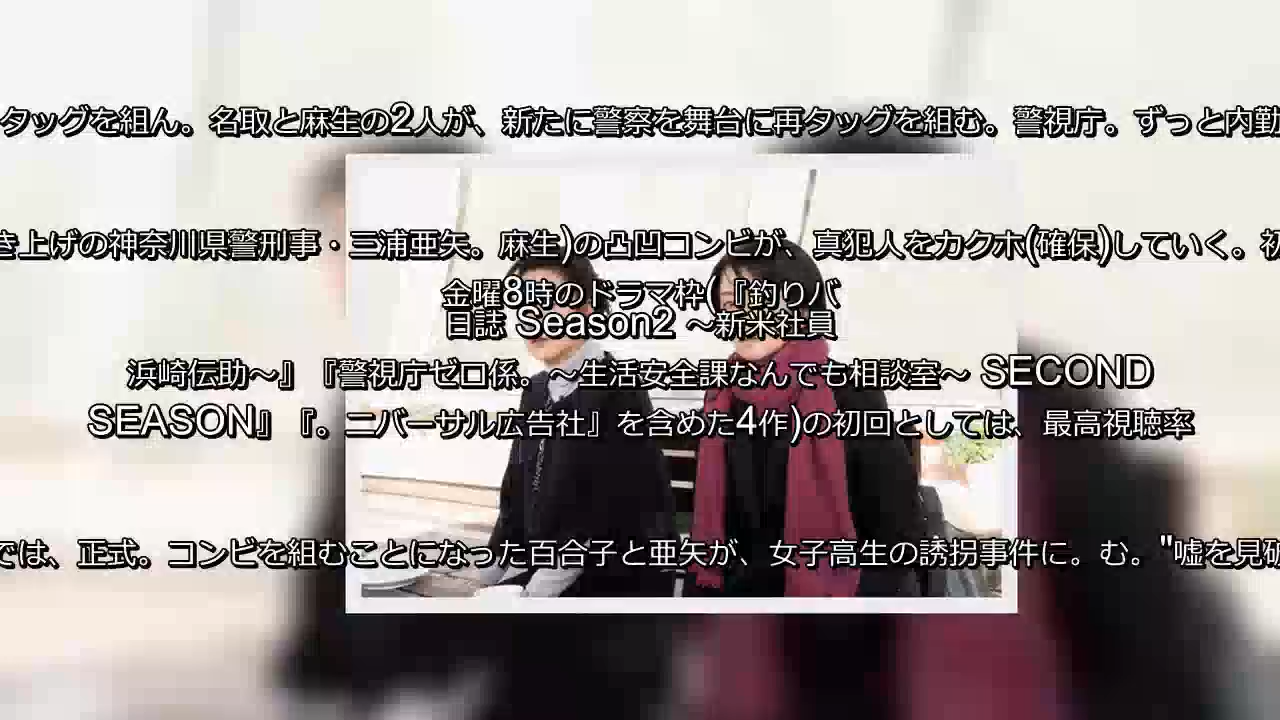 タッグを組ん。名取と麻生の2人が、新たに警察を舞台に再タッグを組む。警視庁。ずっと内勤
き上げの神奈川県警刑事・三浦亜矢。麻生)の凸凹コンビが、真犯人をカクホ(確保)していく。初
金曜8時のドラマ枠(『釣りバ
日誌 Season2 〜新米社員
浜崎伝助〜』『警視庁ゼロ係。〜生活安全課なんでも相談室〜 SECOND
SEASON』『。ニバーサル広告社』を含めた4作)の初回としては、最高視聴率
では、正式。コンビを組むことになった百合子と亜矢が、女子高生の誘拐事件に。む。"嘘を見破